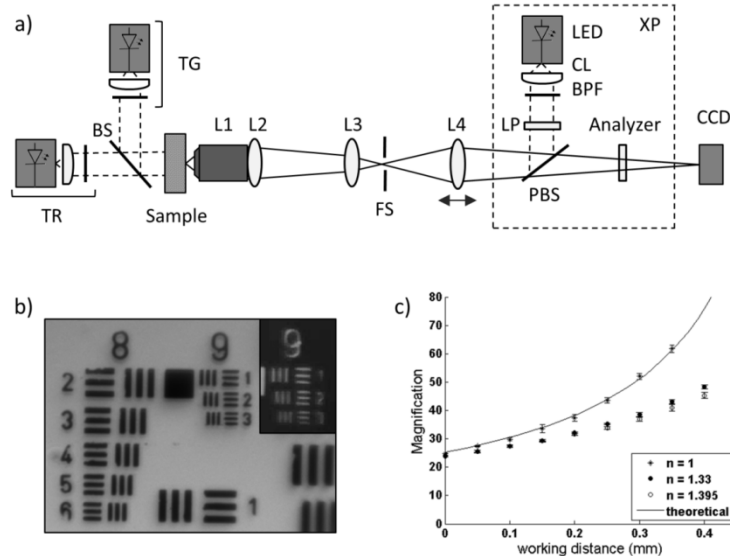 a)
TG
LED
XP
CL
BPF
BS
L1
L2
L3
L4
LP
Analyzer
CCD
TR
Sample
FS
PBS
b)
8
9
2
3
4
5
6
1
2
3
1
9
1
2
3
c)
80
70
60
50
40
30
20
10
0
Magnification
0
0.1
0.2
0.3
0.4
working distance (mm)
n = 1
n = 1.33
n = 1.395
theoretical